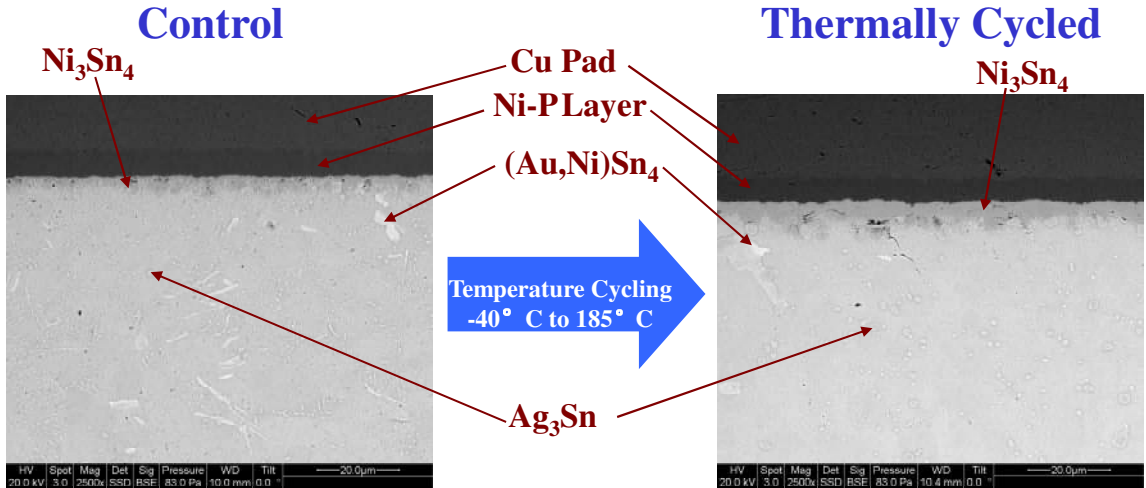 Control
Thermally Cycled
Ni₃Sn₄
Cu Pad
Ni₃Sn₄
Ni-P Layer
(Au,Ni)Sn₄
Temperature Cycling
-40° C to 185° C
Ag₃Sn
HV Spot Mag Det Sig Pressure WD Tilt 20.0µm
20.0 kV 3.0 2500x SSD BSE 83.0 Pa 10.0 mm 0.0 °
HV Spot Mag Det Sig Pressure WD Tilt 20.0µm
20.0 kV 3.0 2500x SSD BSE 83.0 Pa 10.4 mm 0.0 °